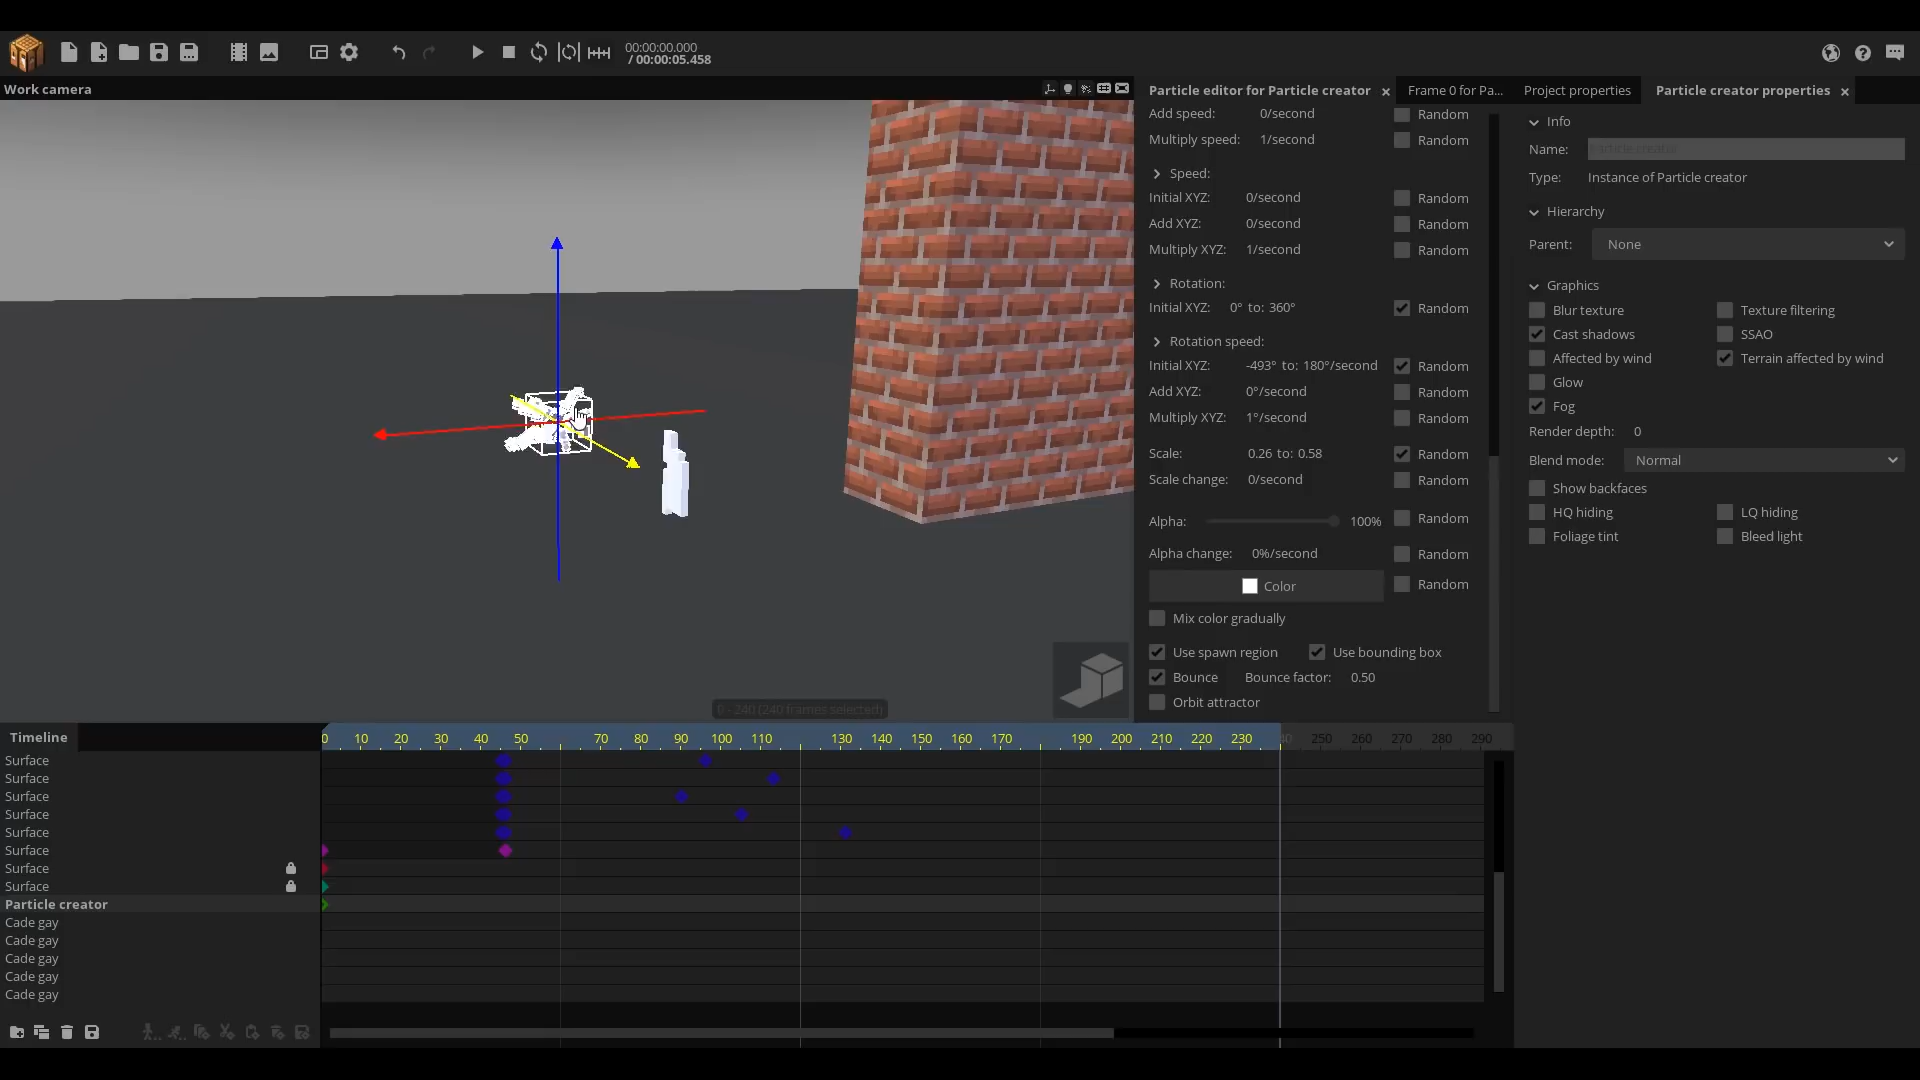 00:00:00.000
/ 00:00:05.458
Work camera
Particle editor for Particle creator
Frame 0 for Pa...
Project properties
Particle creator properties
Add speed: 0/second Random
Multiply speed: 1/second Random
Speed:
Initial XYZ: 0/second Random
Add XYZ: 0/second Random
Multiply XYZ: 1/second Random
Rotation:
Initial XYZ: 0° to: 360° Random
Rotation speed:
Initial XYZ: -493° to: 180°/second Random
Add XYZ: 0°/second Random
Multiply XYZ: 1°/second Random
Scale: 0.26 to: 0.58 Random
Scale change: 0/second Random
Alpha: 100% Random
Alpha change: 0%/second Random
Color Random
Mix color gradually
Use spawn region Use bounding box
Bounce Bounce factor: 0.50
Orbit attractor
Info
Name: Particle creator
Type: Instance of Particle creator
Hierarchy
Parent: None
Graphics
Blur texture Texture filtering
Cast shadows SSAO
Affected by wind Terrain affected by wind
Glow
Fog
Render depth: 0
Blend mode: Normal
Show backfaces
HQ hiding LQ hiding
Foliage tint Bleed light
0 - 240 (240 frames selected)
Timeline
0 10 20 30 40 50 70 80 90 100 110 130 140 150 160 170 190 200 210 220 230 240 250 260 270 280 290
Surface
Surface
Surface
Surface
Surface
Surface
Surface
Surface
Particle creator
Cade gay
Cade gay
Cade gay
Cade gay
Cade gay